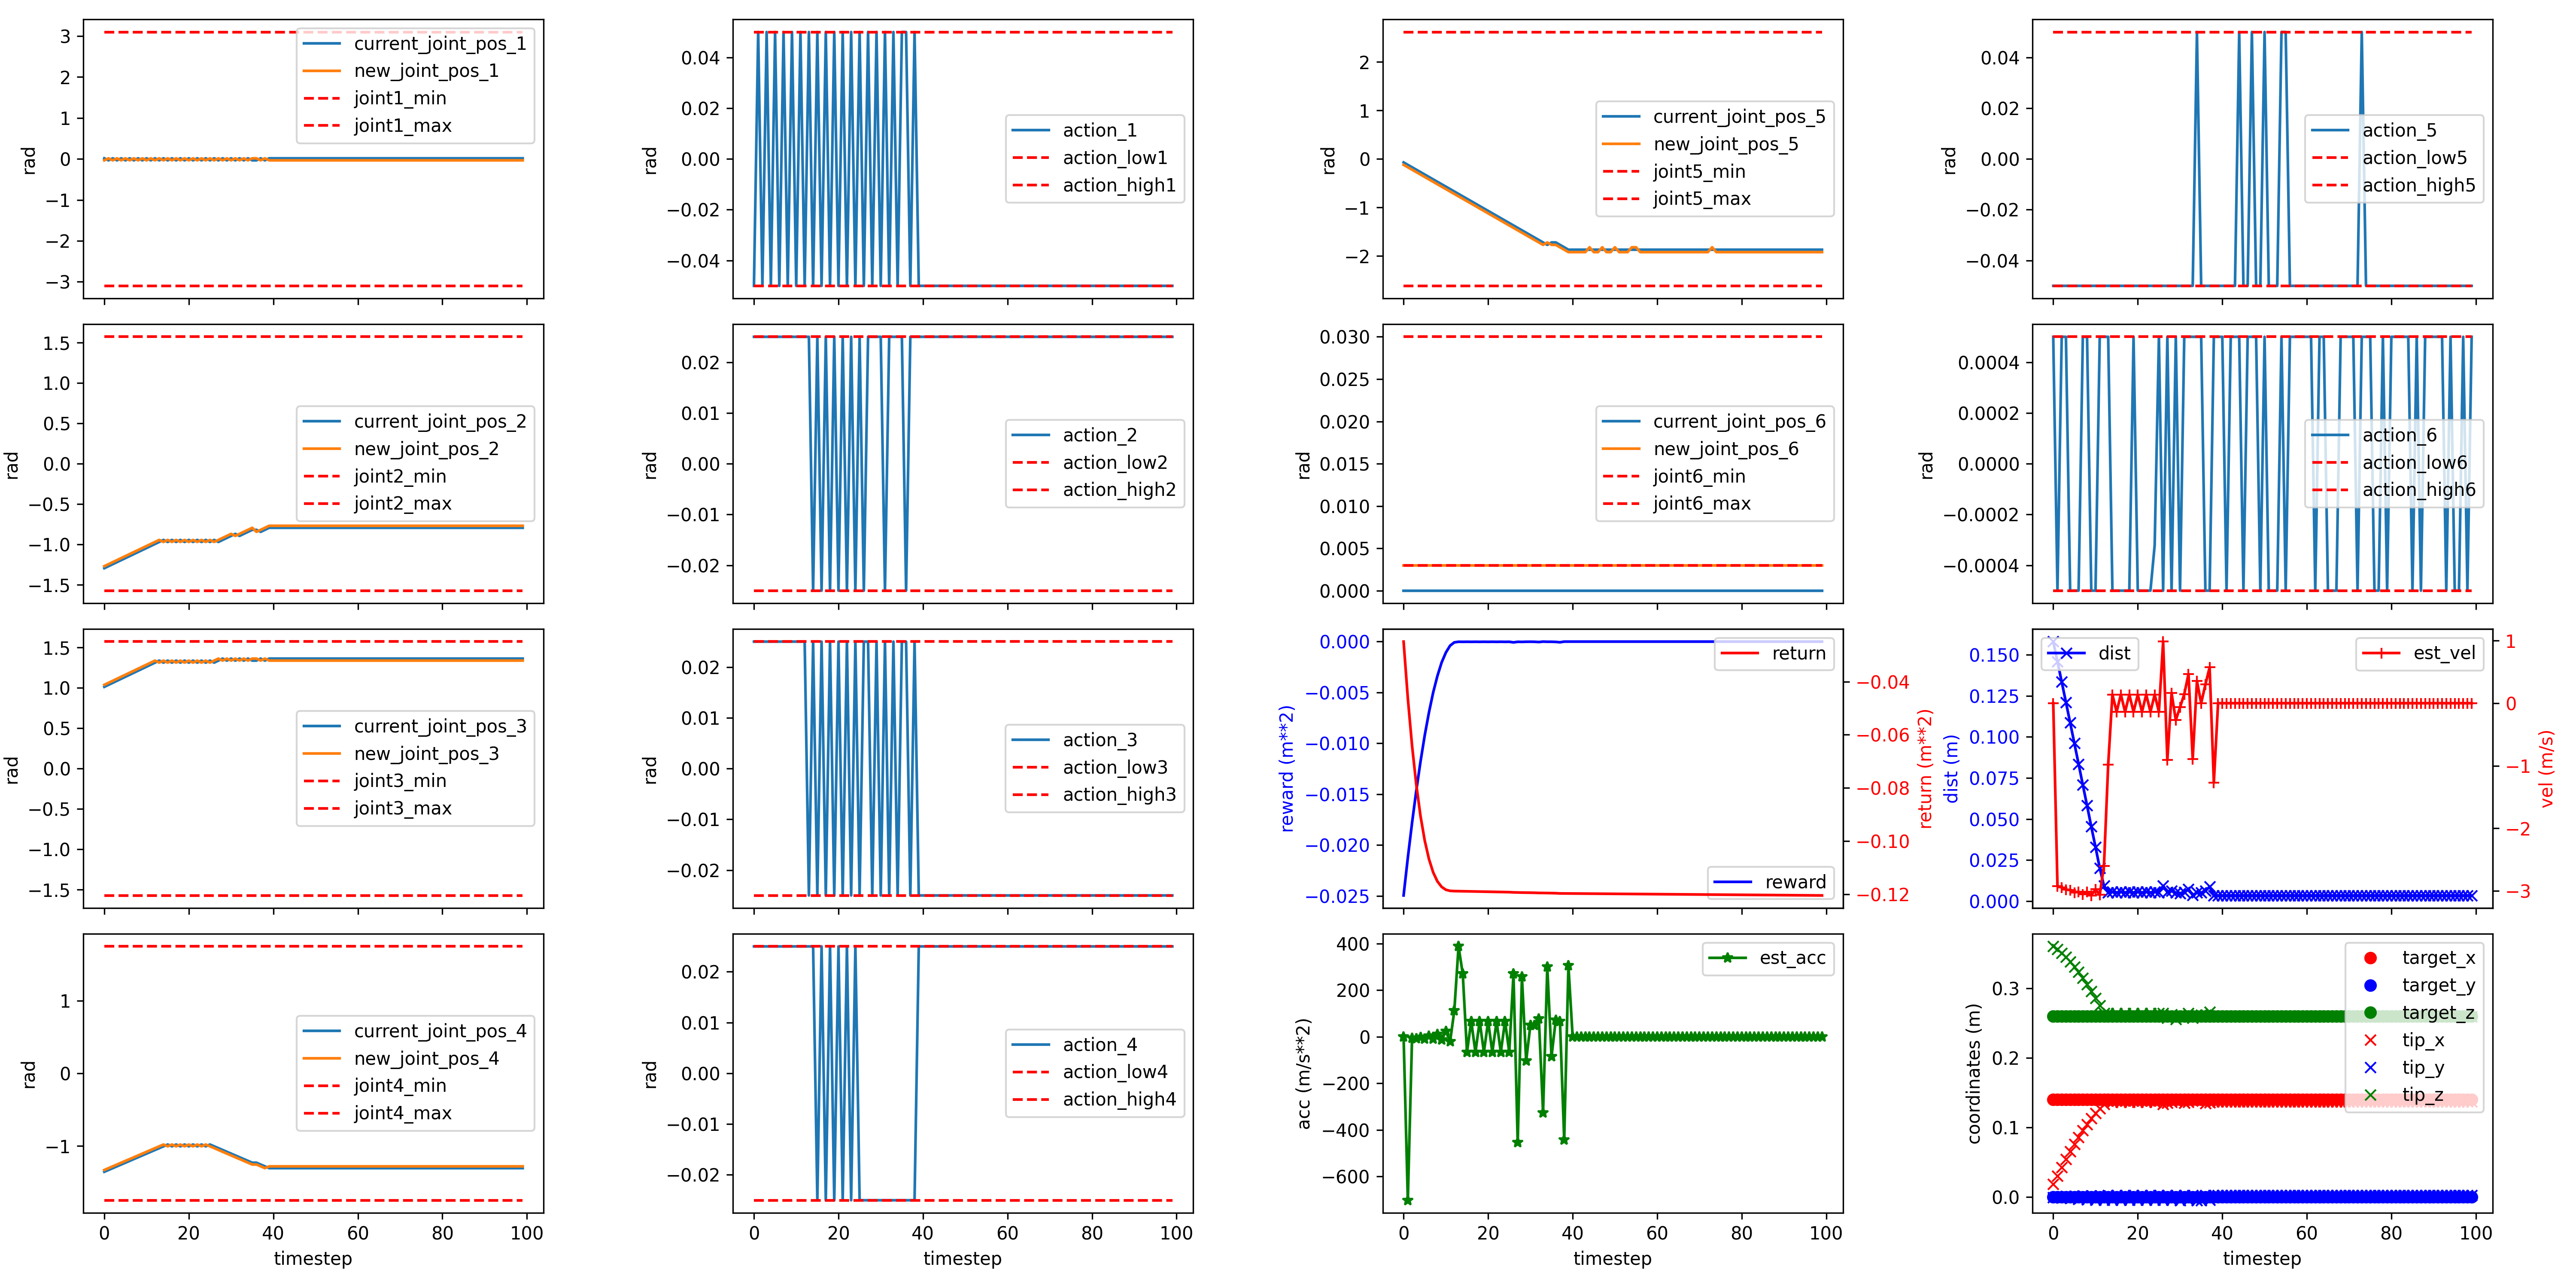 3
2
1
0
−1
−2
−3
rad
current_joint_pos_1
new_joint_pos_1
joint1_min
joint1_max
0.04
0.02
0.00
−0.02
−0.04
rad
action_1
action_low1
action_high1
2
1
0
−1
−2
rad
current_joint_pos_5
new_joint_pos_5
joint5_min
joint5_max
0.04
0.02
0.00
−0.02
−0.04
rad
action_5
action_low5
action_high5
1.5
1.0
0.5
0.0
−0.5
−1.0
−1.5
rad
current_joint_pos_2
new_joint_pos_2
joint2_min
joint2_max
0.02
0.01
0.00
−0.01
−0.02
rad
action_2
action_low2
action_high2
0.030
0.025
0.020
0.015
0.010
0.005
0.000
rad
current_joint_pos_6
new_joint_pos_6
joint6_min
joint6_max
0.0004
0.0002
0.0000
−0.0002
−0.0004
rad
action_6
action_low6
action_high6
1.5
1.0
0.5
0.0
−0.5
−1.0
−1.5
rad
current_joint_pos_3
new_joint_pos_3
joint3_min
joint3_max
0.02
0.01
0.00
−0.01
−0.02
rad
action_3
action_low3
action_high3
0.000
−0.005
−0.010
−0.015
−0.020
−0.025
reward (m**2)
return
reward
−0.04
−0.06
−0.08
−0.10
−0.12
return (m**2)
0.150
0.125
0.100
0.075
0.050
0.025
0.000
dist (m)
dist
est_vel
1
0
−1
−2
−3
vel (m/s)
1
0
−1
rad
current_joint_pos_4
new_joint_pos_4
joint4_min
joint4_max
0 20 40 60 80 100
timestep
0.02
0.01
0.00
−0.01
−0.02
rad
action_4
action_low4
action_high4
0 20 40 60 80 100
timestep
400
200
0
−200
−400
−600
acc (m/s**2)
est_acc
0 20 40 60 80 100
timestep
0.3
0.2
0.1
0.0
coordinates (m)
target_x
target_y
target_z
tip_x
tip_y
tip_z
0 20 40 60 80 100
timestep